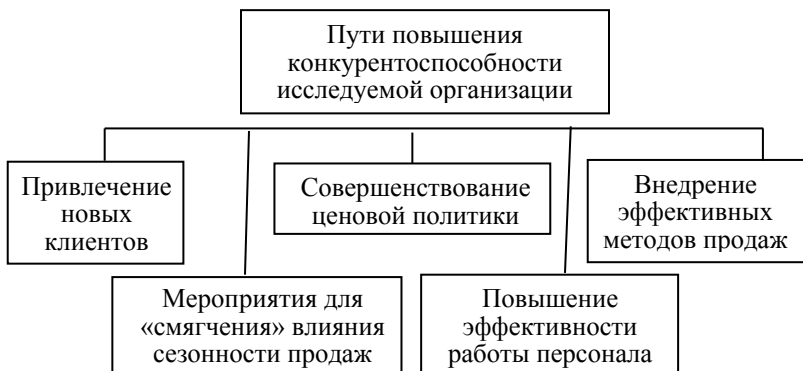 Пути повышения
конкурентоспособности
исследуемой организации
Привлечение
новых
клиентов
Совершенствование
ценовой политики
Внедрение
эффективных
методов продаж
Мероприятия для
«смягчения» влияния
сезонности продаж
Повышение
эффективности
работы персонала